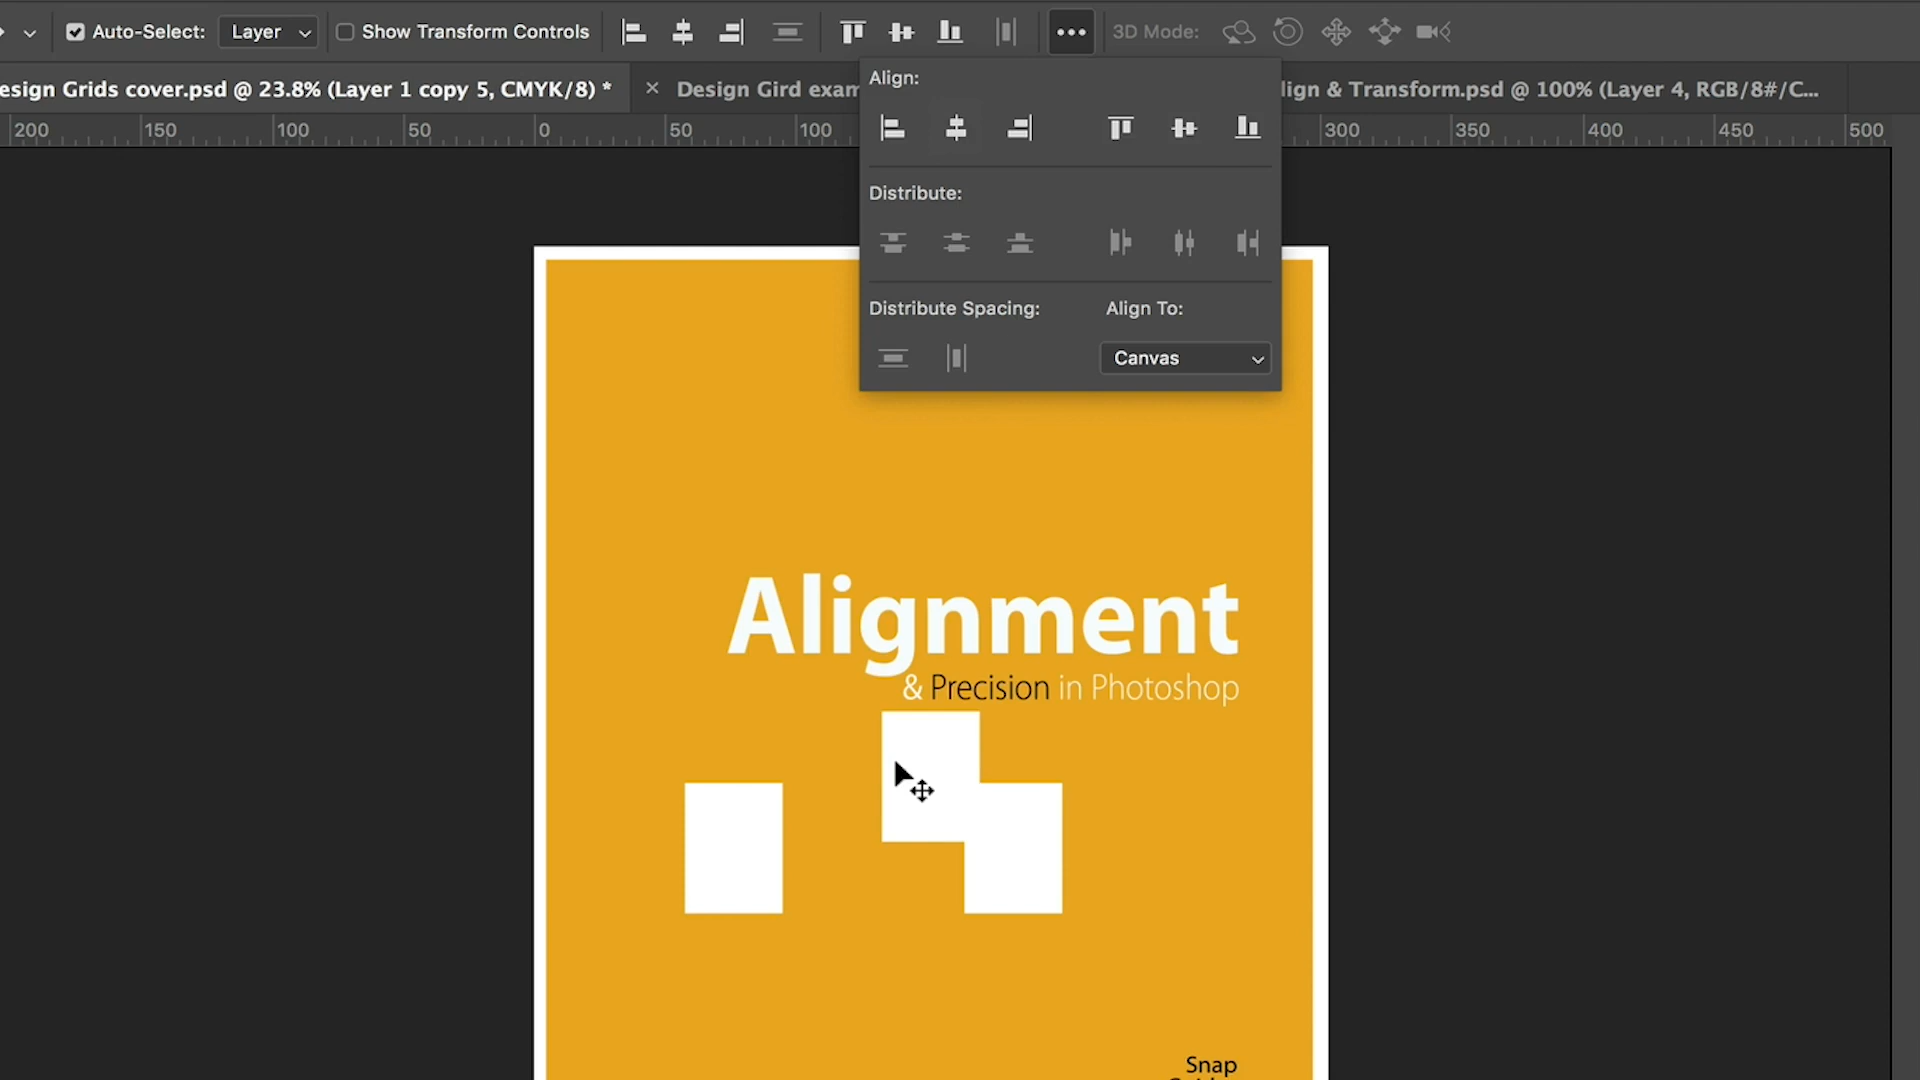 Auto-Select: Layer Show Transform Controls 3D Mode:
esign Grids cover.psd @ 23.8% (Layer 1 copy 5, CMYK/8) * × Design Gird exam lign & Transform.psd @ 100% (Layer 4, RGB/8#/C...
200 150 100 50 0 50 100 300 350 400 450 500
Align:
Distribute:
Distribute Spacing: Align To:
Canvas
Alignment
& Precision in Photoshop
Snap